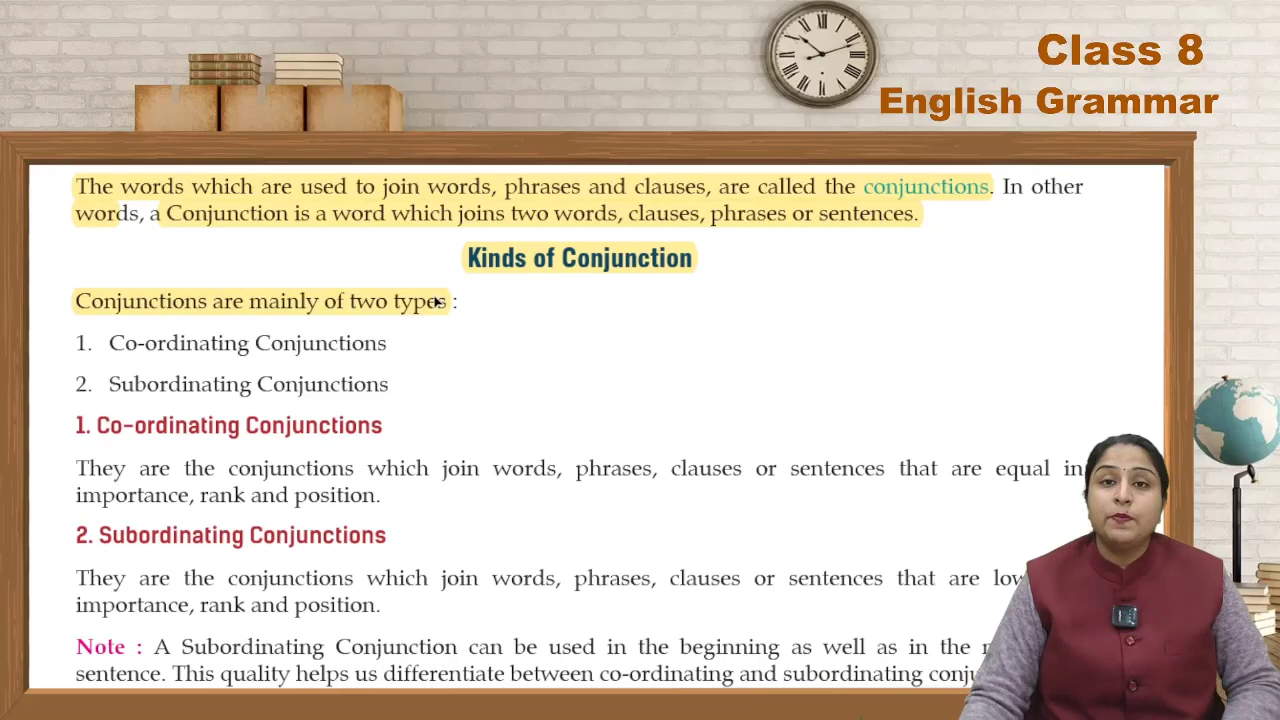 Class 8
English Grammar
The words which are used to join words, phrases and clauses, are called the conjunctions. In other
words, a Conjunction is a word which joins two words, clauses, phrases or sentences.
Kinds of Conjunction
Conjunctions are mainly of two types :
1. Co-ordinating Conjunctions
2. Subordinating Conjunctions
1. Co-ordinating Conjunctions
They are the conjunctions which join words, phrases, clauses or sentences that are equal in
importance, rank and position.
2. Subordinating Conjunctions
They are the conjunctions which join words, phrases, clauses or sentences that are
importance, rank and position.
Note : A Subordinating Conjunction can be used in the beginning as well as in the
sentence. This quality helps us differentiate between co-ordinating and subordinating